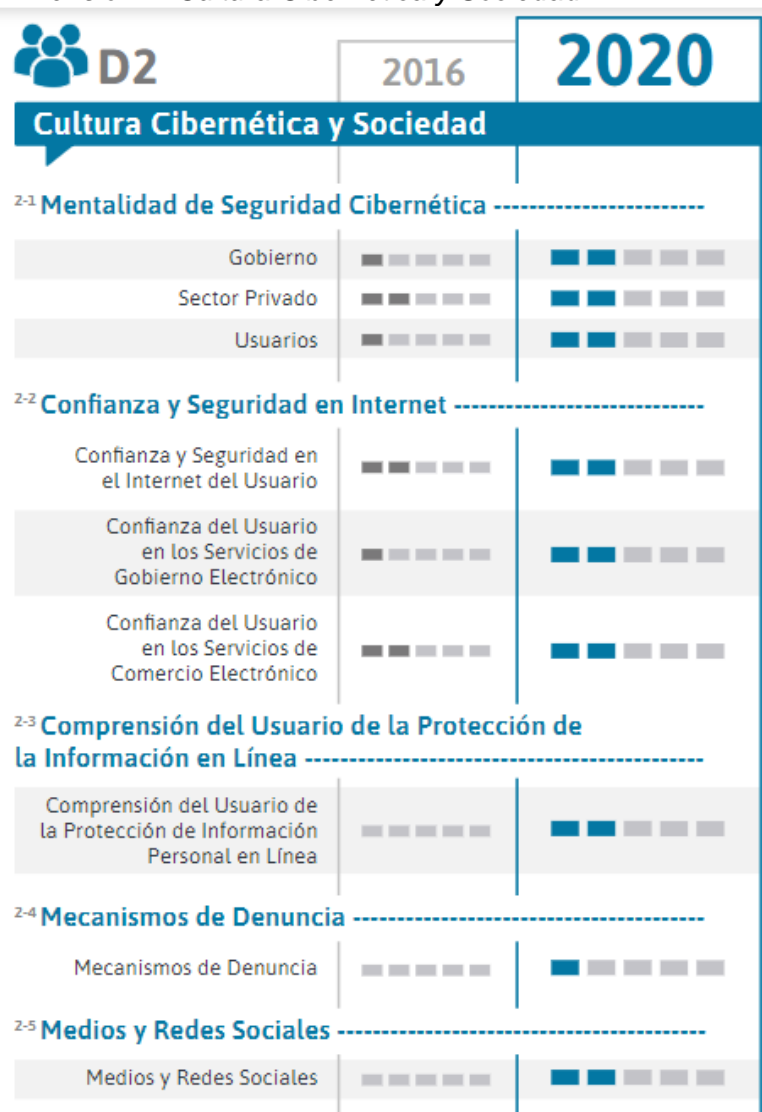 D2
2016
2020
Cultura Cibernética y Sociedad
2-1 Mentalidad de Seguridad Cibernética
Gobierno
Sector Privado
Usuarios
2-2 Confianza y Seguridad en Internet
Confianza y Seguridad en
el Internet del Usuario
Confianza del Usuario
en los Servicios de
Gobierno Electrónico
Confianza del Usuario
en los Servicios de
Comercio Electrónico
2-3 Comprensión del Usuario de la Protección de
la Información en Línea
Comprensión del Usuario de
la Protección de Información
Personal en Línea
2-4 Mecanismos de Denuncia
Mecanismos de Denuncia
2-5 Medios y Redes Sociales
Medios y Redes Sociales